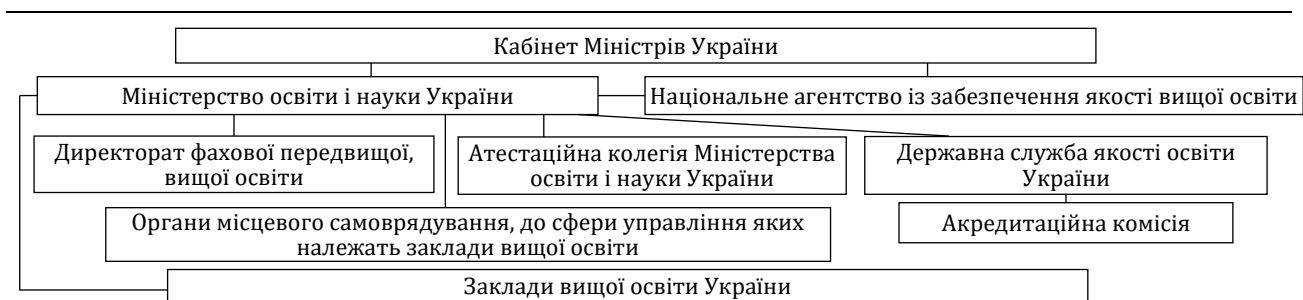 Кабінет Міністрів України
Міністерство освіти і науки України
Національне агентство із забезпечення якості вищої освіти
Директорат фахової передвищої,
вищої освіти
Атестаційна колегія Міністерства
освіти і науки України
Державна служба якості освіти
України
Органи місцевого самоврядування, до сфери управління яких
належать заклади вищої освіти
Акредитаційна комісія
Заклади вищої освіти України